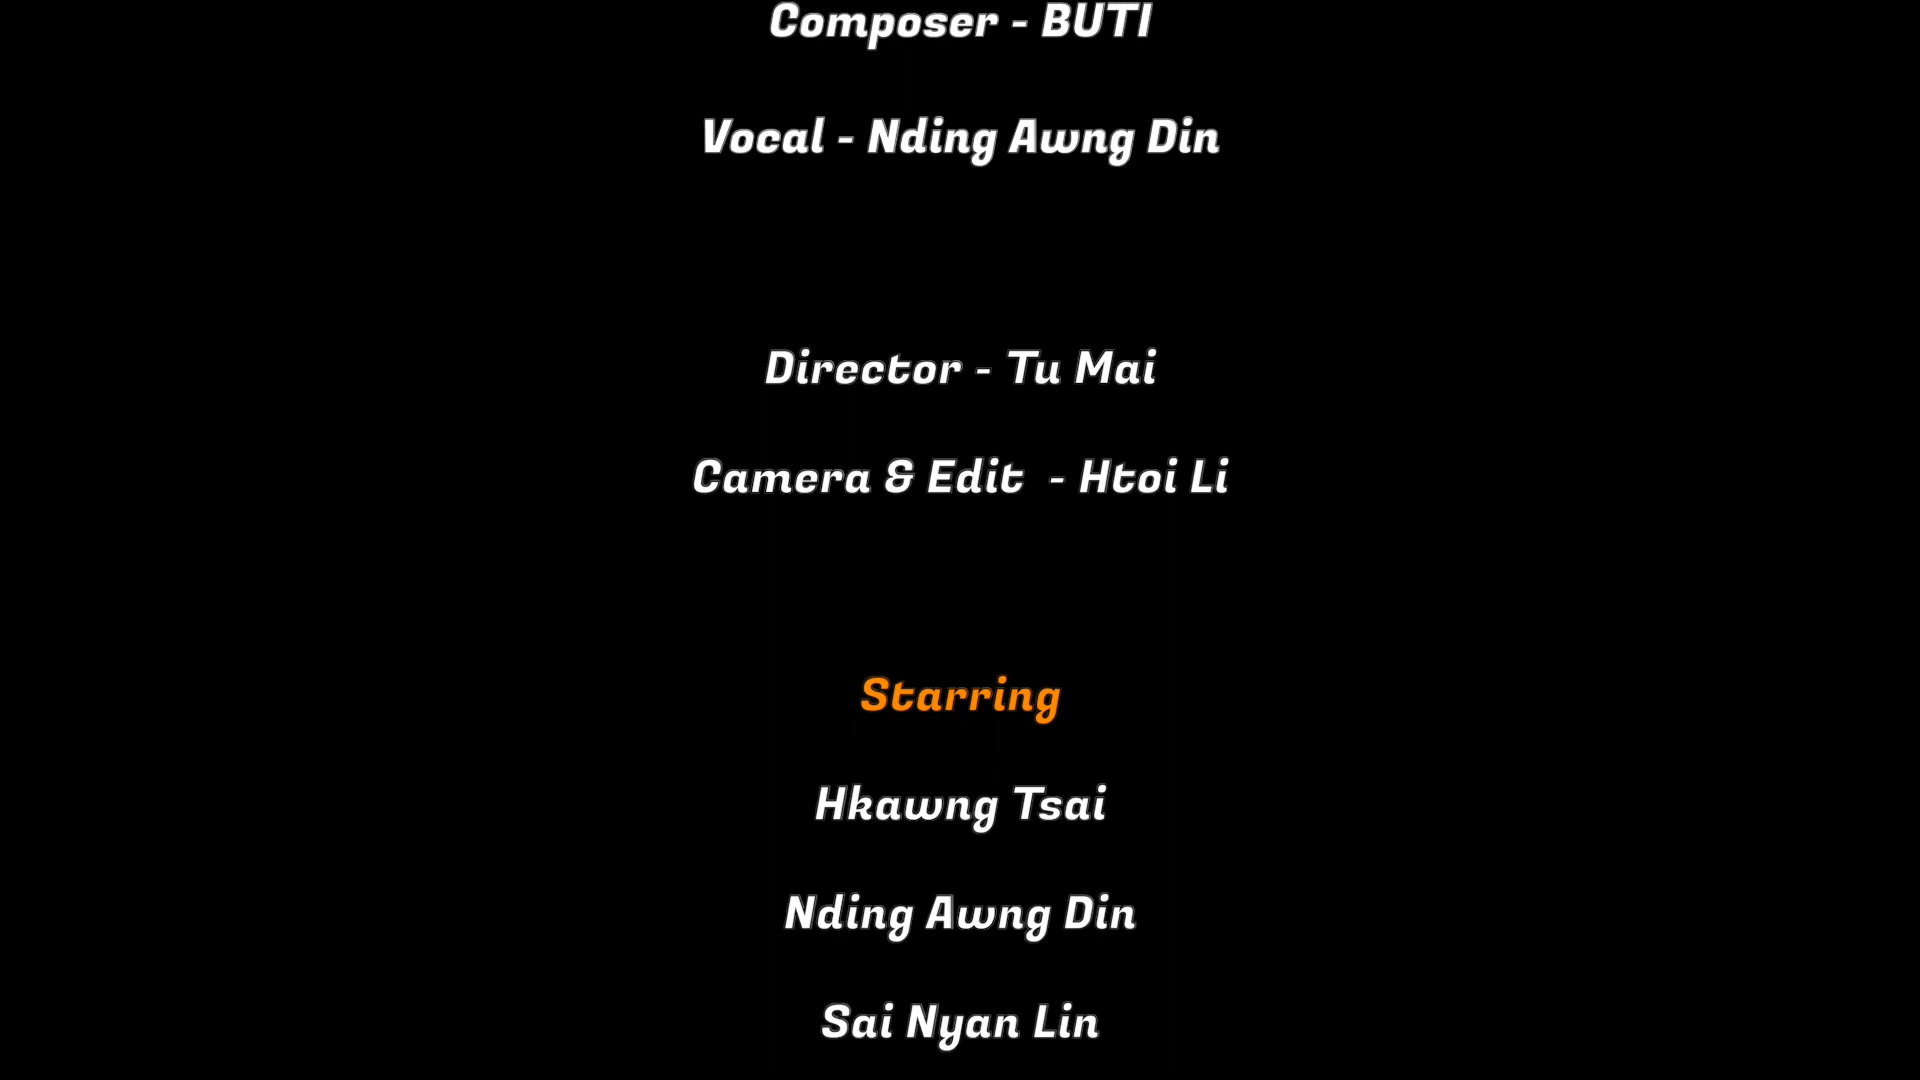 Composer - BUTI
Vocal - Nding Awng Din
Director - Tu Mai
Camera & Edit - Htoi Li
Starring
Hkawng Tsai
Nding Awng Din
Sai Nyan Lin